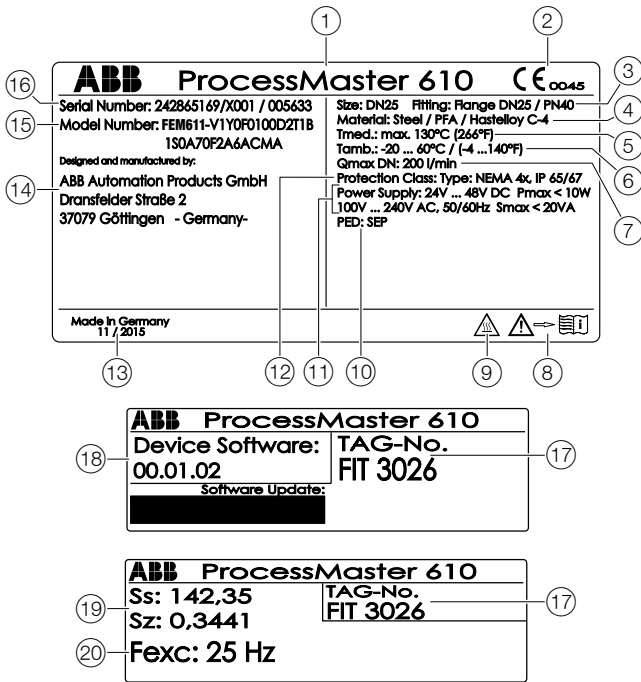 1
2
ABB ProcessMaster 610 CE 0045
16
Serial Number: 242865169/X001 / 005633
15
Model Number: FEM611-V1Y0F0100D2T1B
1S0A70F2A6ACMA
Designed and manufactured by:
14
ABB Automation Products GmbH
Dransfelder Straße 2
37079 Göttingen - Germany-
Size: DN25 Fitting: Flange DN25 / PN40
3
Material: Steel / PFA / Hastelloy C-4
4
Tmed.: max. 130°C (266°F)
5
Tamb.: -20 ... 60°C / (-4 ...140°F)
6
Qmax DN: 200 l/min
7
Protection Class: Type: NEMA 4x, IP 65/67
Power Supply: 24V ... 48V DC Pmax < 10W
100V ... 240V AC, 50/60Hz Smax < 20VA
PED: SEP
Made in Germany
11 / 2015
i
13
12
11
10
9
8
ABB ProcessMaster 610
18
Device Software:
00.01.02
Software Update:
TAG-No.
FIT 3026
17
ABB ProcessMaster 610
19
Ss: 142,35
Sz: 0,3441
TAG-No.
FIT 3026
17
20
Fexc: 25 Hz